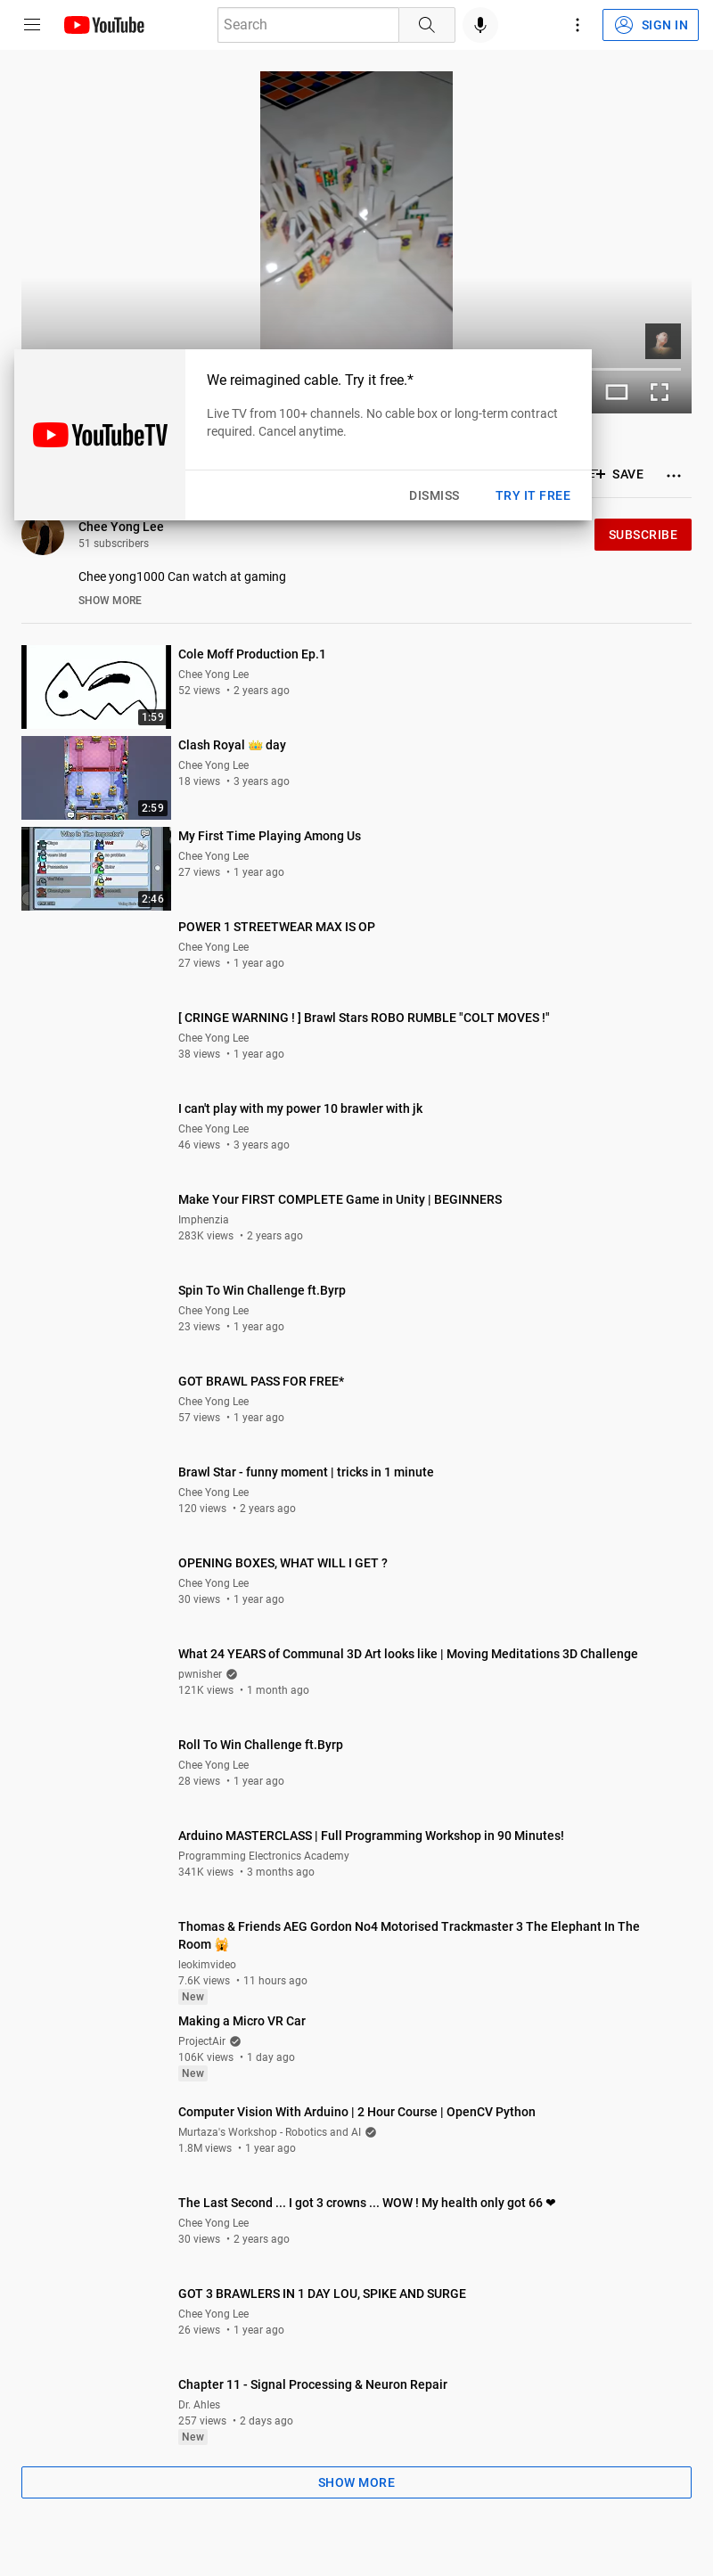 YouTube
Search
SIGN IN
We reimagined cable. Try it free.*
Live TV from 100+ channels. No cable box or long-term contract
required. Cancel anytime.
YouTubeTV
DISMISS
TRY IT FREE
SAVE
Chee Yong Lee
51 subscribers
SUBSCRIBE
Chee yong1000 Can watch at gaming
SHOW MORE
Cole Moff Production Ep.1
Chee Yong Lee
52 views • 2 years ago
1:59
Clash Royal 👑 day
Chee Yong Lee
18 views • 3 years ago
2:59
Who Is The Impostor?
My First Time Playing Among Us
Chee Yong Lee
27 views • 1 year ago
2:46
POWER 1 STREETWEAR MAX IS OP
Chee Yong Lee
27 views • 1 year ago
[ CRINGE WARNING ! ] Brawl Stars ROBO RUMBLE "COLT MOVES !"
Chee Yong Lee
38 views • 1 year ago
I can't play with my power 10 brawler with jk
Chee Yong Lee
46 views • 3 years ago
Make Your FIRST COMPLETE Game in Unity | BEGINNERS
Imphenzia
283K views • 2 years ago
Spin To Win Challenge ft.Byrp
Chee Yong Lee
23 views • 1 year ago
GOT BRAWL PASS FOR FREE*
Chee Yong Lee
57 views • 1 year ago
Brawl Star - funny moment | tricks in 1 minute
Chee Yong Lee
120 views • 2 years ago
OPENING BOXES, WHAT WILL I GET ?
Chee Yong Lee
30 views • 1 year ago
What 24 YEARS of Communal 3D Art looks like | Moving Meditations 3D Challenge
pwnisher
121K views • 1 month ago
Roll To Win Challenge ft.Byrp
Chee Yong Lee
28 views • 1 year ago
Arduino MASTERCLASS | Full Programming Workshop in 90 Minutes!
Programming Electronics Academy
341K views • 3 months ago
Thomas & Friends AEG Gordon No4 Motorised Trackmaster 3 The Elephant In The
Room 🙀
leokimvideo
7.6K views • 11 hours ago
New
Making a Micro VR Car
ProjectAir
106K views • 1 day ago
New
Computer Vision With Arduino | 2 Hour Course | OpenCV Python
Murtaza's Workshop - Robotics and AI
1.8M views • 1 year ago
The Last Second ... I got 3 crowns ... WOW ! My health only got 66 ❤
Chee Yong Lee
30 views • 2 years ago
GOT 3 BRAWLERS IN 1 DAY LOU, SPIKE AND SURGE
Chee Yong Lee
26 views • 1 year ago
Chapter 11 - Signal Processing & Neuron Repair
Dr. Ahles
257 views • 2 days ago
New
SHOW MORE